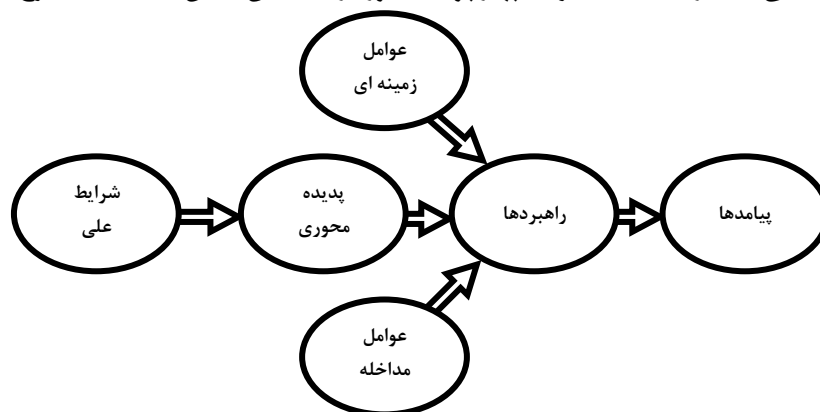 عوامل
زمینه ای
شرایط
علی
پدیده
محوری
راهبردها
پیامدها
عوامل
مداخله